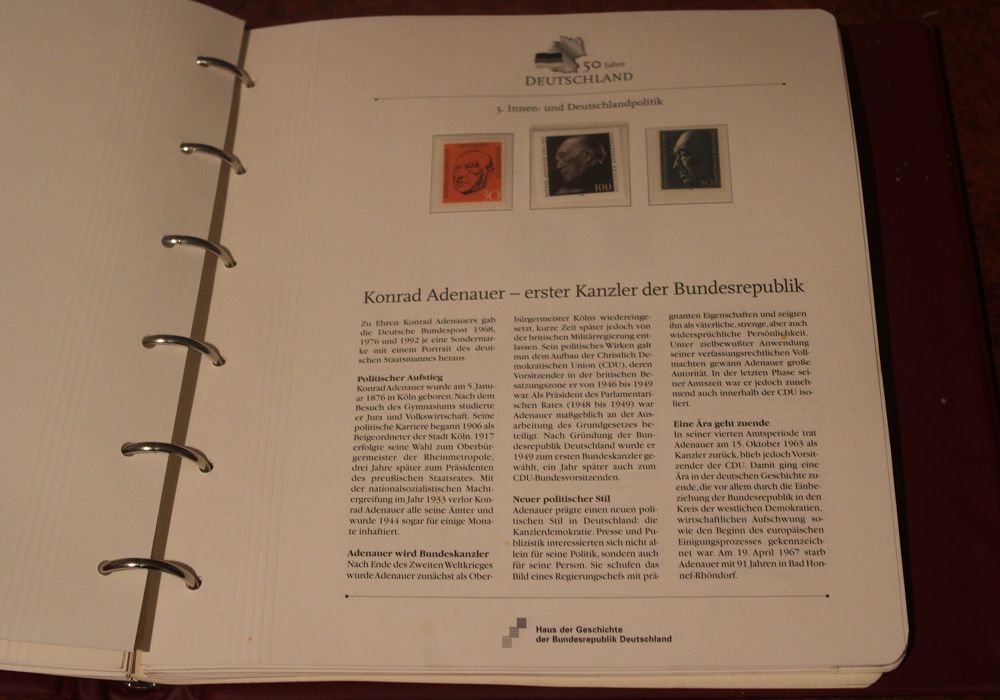 50 Jahre
DEUTSCHLAND
3. Innen- und Deutschlandpolitik
30
100
50
Konrad Adenauer – erster Kanzler der Bundesrepublik
Zu Ehren Konrad Adenauers gab
die Deutsche Bundespost 1968,
1976 und 1992 je eine Sondermar-
ke mit einem Portrait des deut-
schen Staatsmannes heraus.
Politischer Aufstieg
Konrad Adenauer wurde am 5. Janu-
ar 1876 in Köln geboren. Nach dem
Besuch des Gymnasiums studierte
er Jura und Volkswirtschaft. Seine
politische Karriere begann 1906 als
Beigeordneter der Stadt Köln. 1917
erfolgte seine Wahl zum Oberbür-
germeister der Rheinmetropole,
drei Jahre später zum Präsidenten
des preußischen Staatsrates. Mit
der nationalsozialistischen Macht-
ergreifung im Jahr 1933 verlor Kon-
rad Adenauer alle seine Ämter und
wurde 1944 sogar für einige Mona-
te inhaftiert.
Adenauer wird Bundeskanzler
Nach Ende des Zweiten Weltkrieges
wurde Adenauer zunächst als Ober-
bürgermeister Kölns wiedereinge-
setzt, kurze Zeit später jedoch von
der britischen Militärregierung ent-
lassen. Sein politisches Wirken galt
nun dem Aufbau der Christlich De-
mokratischen Union (CDU), deren
Vorsitzender in der britischen Be-
satzungszone er von 1946 bis 1949
war. Als Präsident des Parlamentari-
schen Rates (1948 bis 1949) war
Adenauer maßgeblich an der Aus-
arbeitung des Grundgesetzes be-
teiligt. Nach Gründung der Bun-
desrepublik Deutschland wurde er
1949 zum ersten Bundeskanzler ge-
wählt, ein Jahr später auch zum
CDU-Bundesvorsitzenden.
Neuer politischer Stil
Adenauer prägte einen neuen poli-
tischen Stil in Deutschland: die
Kanzlerdemokratie. Presse und Pu-
blizistik interessierten sich nicht al-
lein für seine Politik, sondern auch
für seine Person. Sie schufen das
Bild eines Regierungschefs mit prä-
gnanten Eigenschaften und zeigten
ihn als väterliche, strenge, aber auch
widersprüchliche Persönlichkeit.
Unter zielbewußter Anwendung
seiner verfassungsrechtlichen Voll-
machten gewann Adenauer große
Autorität. In der letzten Phase sei-
ner Amtszeit war er jedoch zuneh-
mend auch innerhalb der CDU iso-
liert.
Eine Ära geht zuende
In seiner vierten Amtsperiode trat
Adenauer am 15. Oktober 1963 als
Kanzler zurück, blieb jedoch Vorsit-
zender der CDU. Damit ging eine
Ära in der deutschen Geschichte zu-
ende, die vor allem durch die Einbe-
ziehung der Bundesrepublik in den
Kreis der westlichen Demokratien,
wirtschaftlichen Aufschwung so-
wie den Beginn des europäischen
Einigungsprozesses gekennzeich-
net war. Am 19. April 1967 starb
Adenauer mit 91 Jahren in Bad Hon-
nef-Rhöndorf.
Haus der Geschichte
der Bundesrepublik Deutschland